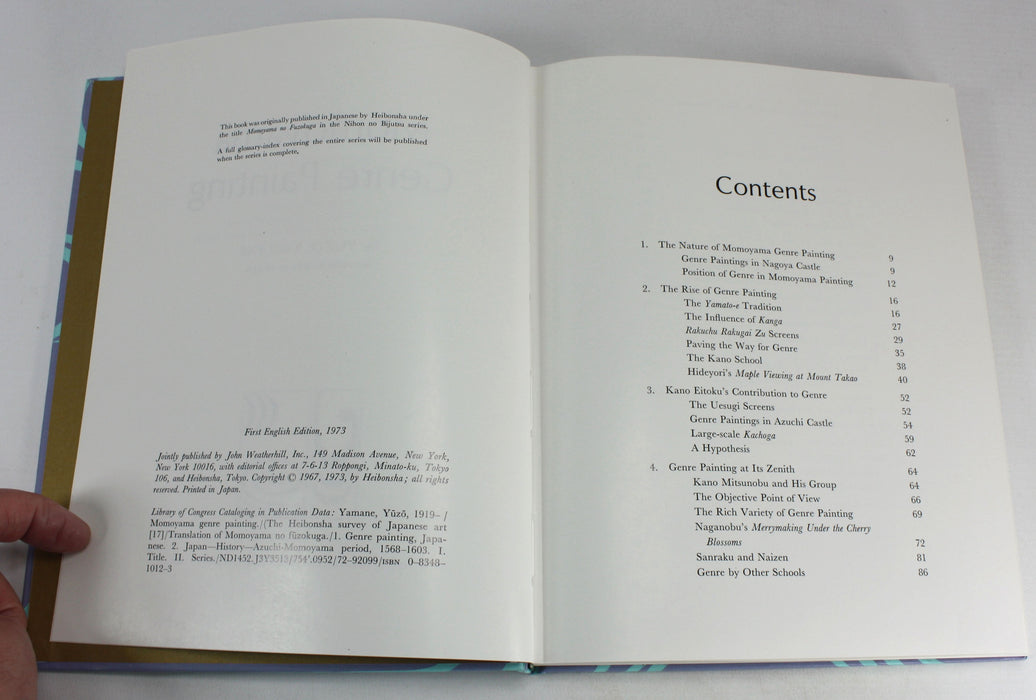 This book was originally published in Japanese by Heibonsha under
the title Momoyama no Fuzokuga in the Nihon no Bijutsu series.
A full glossary-index covering the entire series will be published
when the series is complete.
Genre Painting
First English Edition, 1973
Jointly published by John Weatherhill, Inc., 149 Madison Avenue, New York,
New York 10016, with editorial offices at 7-6-13 Roppongi, Minato-ku, Tokyo
106, and Heibonsha, Tokyo. Copyright © 1967, 1973, by Heibonsha; all rights
reserved. Printed in Japan.
Library of Congress Cataloging in Publication Data: Yamane, Yūzō, 1919– /
Momoyama genre painting./(The Heibonsha survey of Japanese art
[17]/Translation of Momoyama no fūzokuga./1. Genre painting, Japa-
nese. 2. Japan—History—Azuchi-Momoyama period, 1568–1603. I.
Title. II. Series./ND1452.J3Y3513/754'.0952/72-92099/ISBN 0-8348-
1012-3
Contents
1. The Nature of Momoyama Genre Painting 9
Genre Paintings in Nagoya Castle 9
Position of Genre in Momoyama Painting 12
2. The Rise of Genre Painting 16
The Yamato-e Tradition 16
The Influence of Kanga 27
Rakuchu Rakugai Zu Screens 29
Paving the Way for Genre 35
The Kano School 38
Hideyori's Maple Viewing at Mount Takao 40
3. Kano Eitoku's Contribution to Genre 52
The Uesugi Screens 52
Genre Paintings in Azuchi Castle 54
Large-scale Kachoga 59
A Hypothesis 62
4. Genre Painting at Its Zenith 64
Kano Mitsunobu and His Group 64
The Objective Point of View 66
The Rich Variety of Genre Painting 69
Naganobu's Merrymaking Under the Cherry
Blossoms 72
Sanraku and Naizen 81
Genre by Other Schools 86